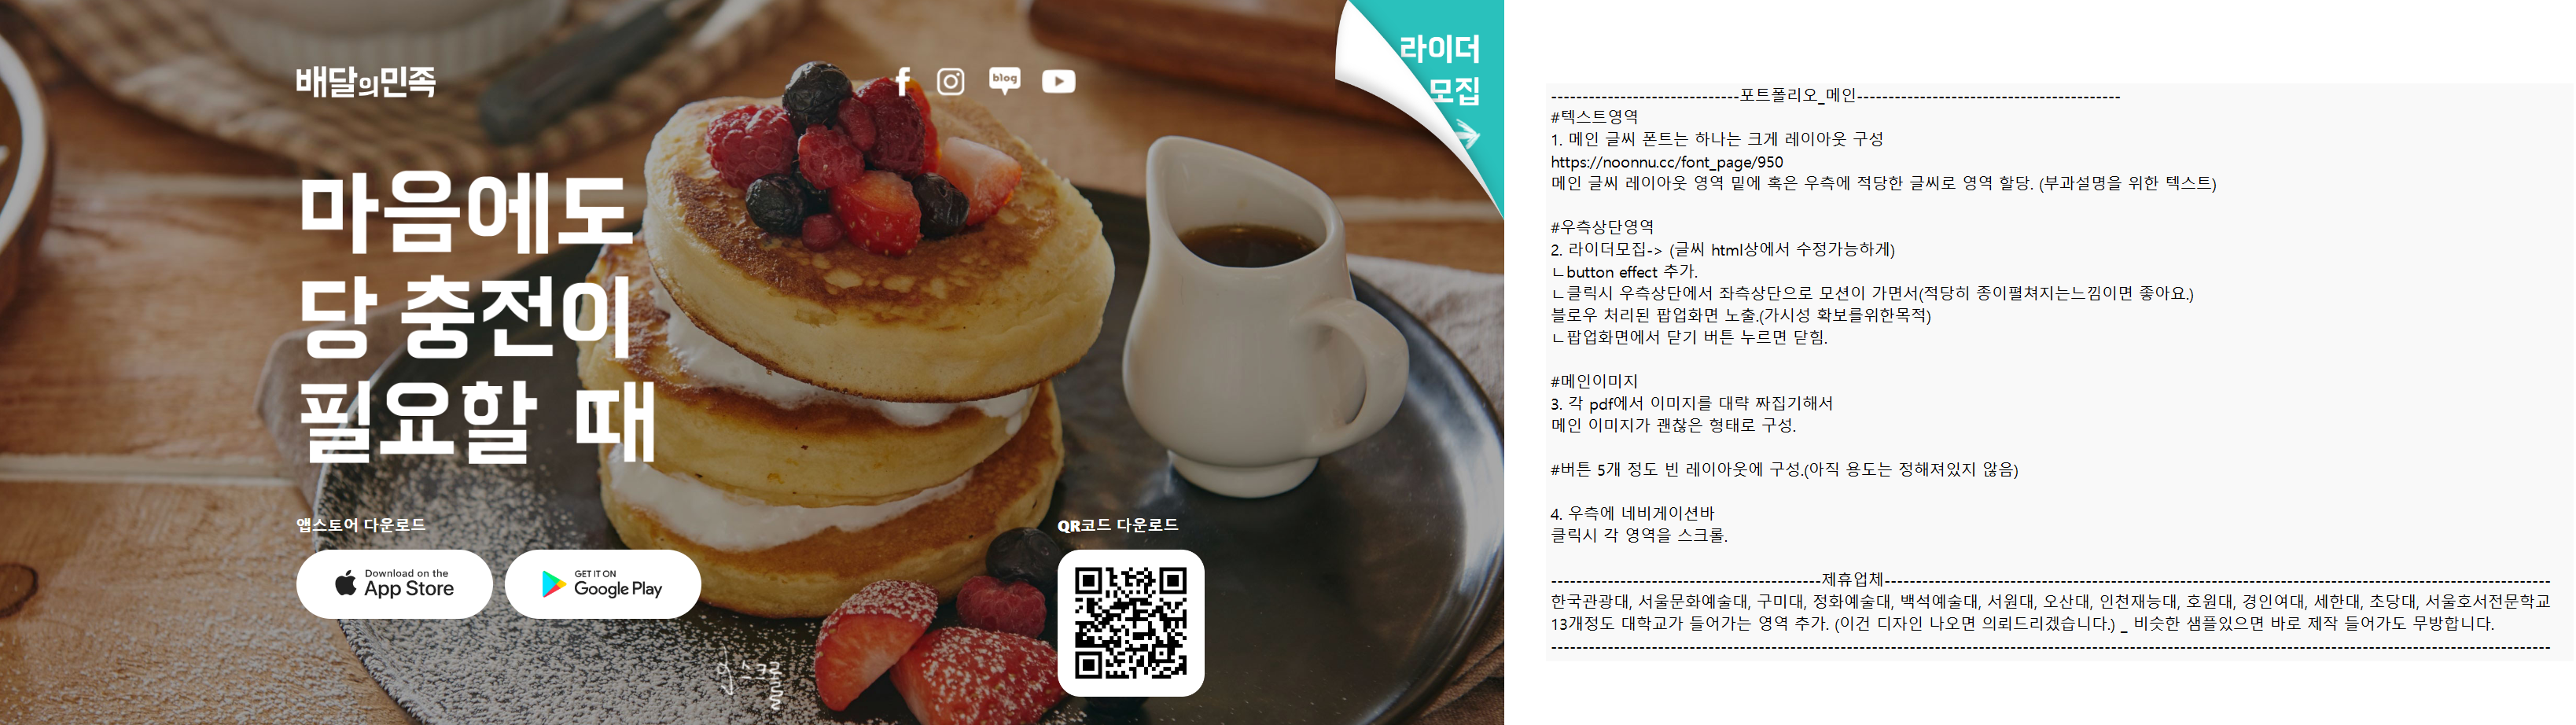 배달의민족
blog
라이더
모집
마음에도
당 충전이
필요할 때
앱스토어 다운로드
Download on the
App Store
GET IT ON
Google Play
QR코드 다운로드
스크롤
------------------------------포트폴리오_메인------------------------------------------
#텍스트영역
1. 메인 글씨 폰트는 하나는 크게 레이아웃 구성
https://noonnu.cc/font_page/950
메인 글씨 레이아웃 영역 밑에 혹은 우측에 적당한 글씨로 영역 할당. (부과설명을 위한 텍스트)
#우측상단영역
2. 라이더모집-> (글씨 html상에서 수정가능하게)
ㄴbutton effect 추가.
ㄴ클릭시 우측상단에서 좌측상단으로 모션이 가면서(적당히 종이펼쳐지는느낌이면 좋아요.)
블로우 처리된 팝업화면 노출.(가시성 확보를위한목적)
ㄴ팝업화면에서 닫기 버튼 누르면 닫힘.
#메인이미지
3. 각 pdf에서 이미지를 대략 짜집기해서
메인 이미지가 괜찮은 형태로 구성.
#버튼 5개 정도 빈 레이아웃에 구성.(아직 용도는 정해져있지 않음)
4. 우측에 네비게이션바
클릭시 각 영역을 스크롤.
-------------------------------------------제휴업체----------------------------------------------------------------------------------------------------------
한국관광대, 서울문화예술대, 구미대, 정화예술대, 백석예술대, 서원대, 오산대, 인천재능대, 호원대, 경인여대, 세한대, 초당대, 서울호서전문학교
13개정도 대학교가 들어가는 영역 추가. (이건 디자인 나오면 의뢰드리겠습니다.) _ 비슷한 샘플있으면 바로 제작 들어가도 무방합니다.
----------------------------------------------------------------------------------------------------------------------------------------------------------------